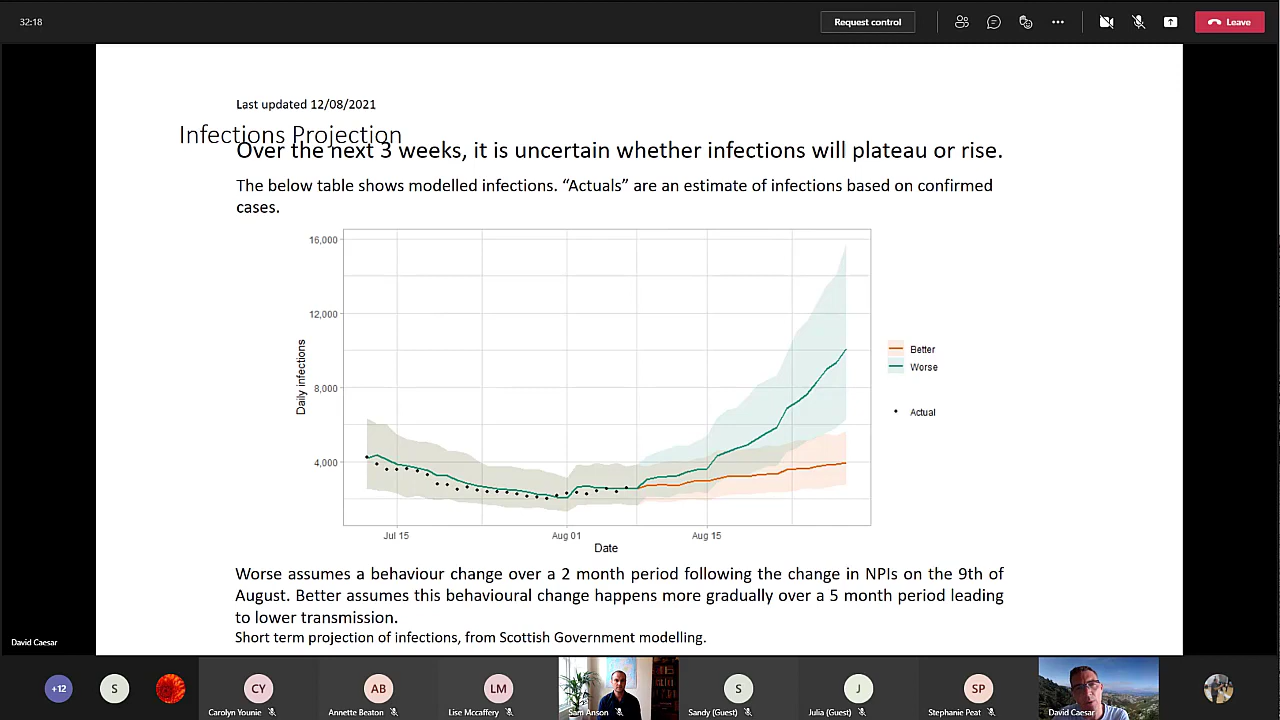 32:18
Request control
Leave
Last updated 12/08/2021
Infections Projection
Over the next 3 weeks, it is uncertain whether infections will plateau or rise.
The below table shows modelled infections. “Actuals” are an estimate of infections based on confirmed
cases.
16,000
12,000
8,000
4,000
Daily infections
Jul 15
Aug 01
Aug 15
Date
Better
Worse
Actual
Worse assumes a behaviour change over a 2 month period following the change in NPIs on the 9th of
August. Better assumes this behavioural change happens more gradually over a 5 month period leading
to lower transmission.
Short term projection of infections, from Scottish Government modelling.
David Caesar
+12
S
CY
Carolyn Younie
AB
Annette Beaton
LM
Lise Mccaffery
Sam Anson
S
Sandy (Guest)
J
Julia (Guest)
SP
Stephanie Peat
David Caesar